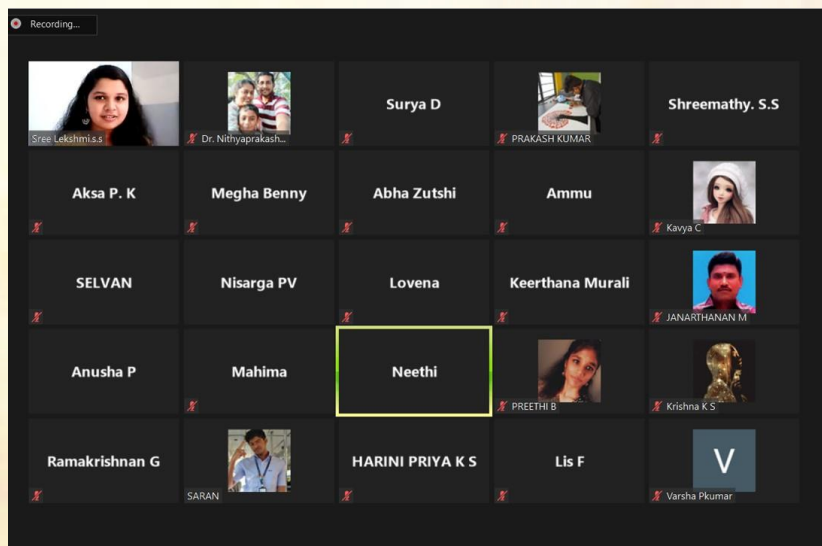 Recording...
Sree Lekshmi.s.s
Dr. Nithyaprakash...
Surya D
PRAKASH KUMAR
Shreemathy. S.S
Aksa P. K
Megha Benny
Abha Zutshi
Ammu
Kavya C
SELVAN
Nisarga PV
Lovena
Keerthana Murali
JANARTHANAN M
Anusha P
Mahima
Neethi
PREETHI B
Krishna K S
Ramakrishnan G
SARAN
HARINI PRIYA K S
Lis F
V
Varsha Pkumar